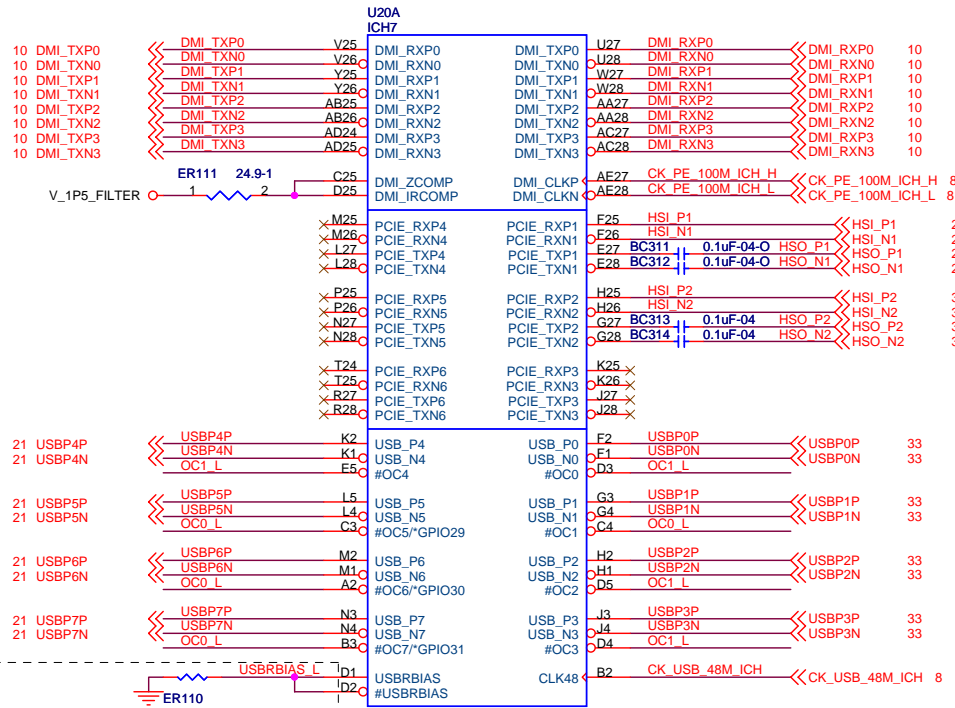 U20A
ICH7
10 DMI_TXP0 DMI_TXP0 V25 DMI_RXP0 DMI_TXP0 U27 DMI_RXP0 DMI_RXP0 10
10 DMI_TXN0 DMI_TXN0 V26 DMI_RXN0 DMI_TXN0 U28 DMI_RXN0 DMI_RXN0 10
10 DMI_TXP1 DMI_TXP1 Y25 DMI_RXP1 DMI_TXP1 W27 DMI_RXP1 DMI_RXP1 10
10 DMI_TXN1 DMI_TXN1 Y26 DMI_RXN1 DMI_TXN1 W28 DMI_RXN1 DMI_RXN1 10
10 DMI_TXP2 DMI_TXP2 AB25 DMI_RXP2 DMI_TXP2 AA27 DMI_RXP2 DMI_RXP2 10
10 DMI_TXN2 DMI_TXN2 AB26 DMI_RXN2 DMI_TXN2 AA28 DMI_RXN2 DMI_RXN2 10
10 DMI_TXP3 DMI_TXP3 AD24 DMI_RXP3 DMI_TXP3 AC27 DMI_RXP3 DMI_RXP3 10
10 DMI_TXN3 DMI_TXN3 AD25 DMI_RXN3 DMI_TXN3 AC28 DMI_RXN3 DMI_RXN3 10
ER111 24.9-1
C25 DMI_ZCOMP DMI_CLKP AE27 CK_PE_100M_ICH_H CK_PE_100M_ICH_H 8
V_1P5_FILTER 1 2 D25 DMI_IRCOMP DMI_CLKN AE28 CK_PE_100M_ICH_L CK_PE_100M_ICH_L 8
M25 PCIE_RXP4 PCIE_RXP1 F25 HSI_P1 HSI_P1
M26 PCIE_RXN4 PCIE_RXN1 F26 HSI_N1 HSI_N1
L27 PCIE_TXP4 PCIE_TXP1 E27 BC311 0.1uF-04-O HSO_P1 HSO_P1
L28 PCIE_TXN4 PCIE_TXN1 E28 BC312 0.1uF-04-O HSO_N1 HSO_N1
P25 PCIE_RXP5 PCIE_RXP2 H25 HSI_P2 HSI_P2
P26 PCIE_RXN5 PCIE_RXN2 H26 HSI_N2 HSI_N2
N27 PCIE_TXP5 PCIE_TXP2 G27 BC313 0.1uF-04 HSO_P2 HSO_P2
N28 PCIE_TXN5 PCIE_TXN2 G28 BC314 0.1uF-04 HSO_N2 HSO_N2
T24 PCIE_RXP6 PCIE_RXP3 K25
T25 PCIE_RXN6 PCIE_RXN3 K26
R27 PCIE_TXP6 PCIE_TXP3 J27
R28 PCIE_TXN6 PCIE_TXN3 J28
21 USBP4P USBP4P K2 USB_P4 USB_P0 F2 USBP0P USBP0P 33
21 USBP4N USBP4N K1 USB_N4 USB_N0 F1 USBP0N USBP0N 33
OC1_L E5 #OC4 #OC0 D3 OC1_L
21 USBP5P USBP5P L5 USB_P5 USB_P1 G3 USBP1P USBP1P 33
21 USBP5N USBP5N L4 USB_N5 USB_N1 G4 USBP1N USBP1N 33
OC0_L C3 #OC5/*GPIO29 #OC1 C4 OC0_L
21 USBP6P USBP6P M2 USB_P6 USB_P2 H2 USBP2P USBP2P 33
21 USBP6N USBP6N M1 USB_N6 USB_N2 H1 USBP2N USBP2N 33
OC0_L A2 #OC6/*GPIO30 #OC2 D5 OC1_L
21 USBP7P USBP7P N3 USB_P7 USB_P3 J3 USBP3P USBP3P 33
21 USBP7N USBP7N N4 USB_N7 USB_N3 J4 USBP3N USBP3N 33
OC0_L B3 #OC7/*GPIO31 #OC3 D4 OC1_L
USBRBIAS_L D1 USBRBIAS CLK48 B2 CK_USB_48M_ICH CK_USB_48M_ICH 8
ER110 D2 #USBRBIAS